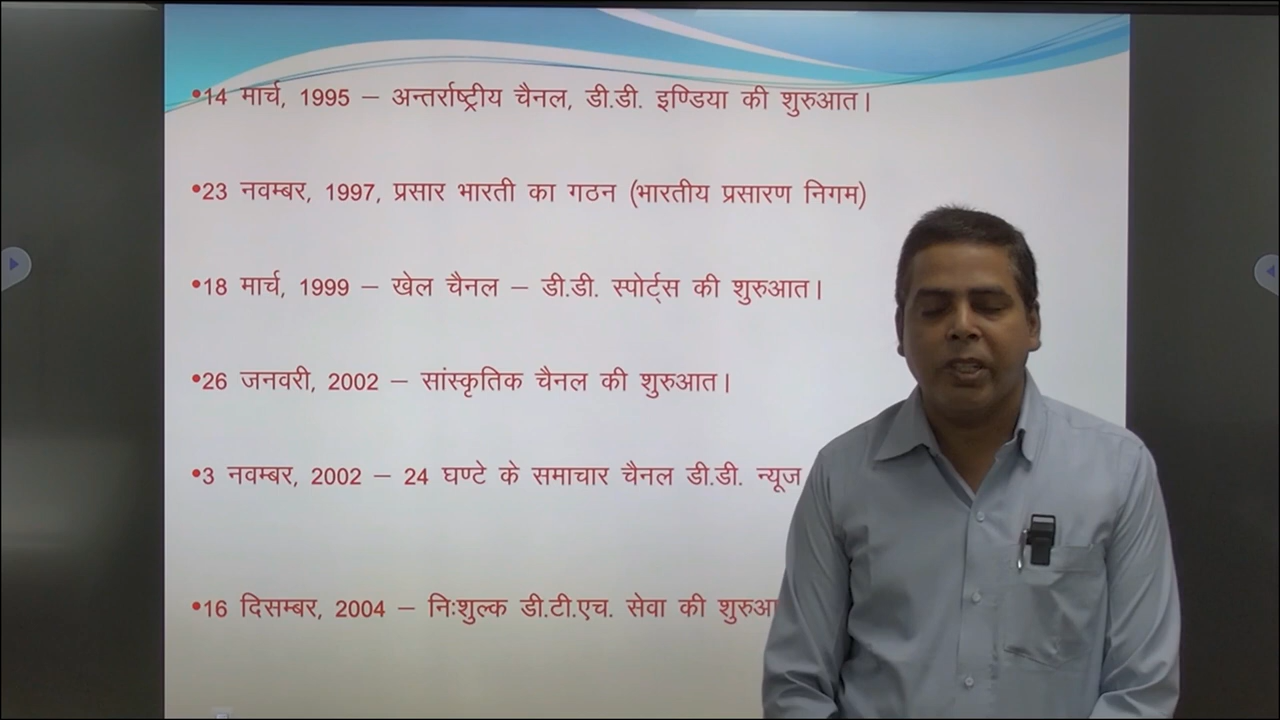 •14 मार्च, 1995 – अन्तर्राष्ट्रीय चैनल, डी.डी. इण्डिया की शुरुआत।
•23 नवम्बर, 1997, प्रसार भारती का गठन (भारतीय प्रसारण निगम)
•18 मार्च, 1999 – खेल चैनल – डी.डी. स्पोर्ट्स की शुरुआत।
•26 जनवरी, 2002 – सांस्कृतिक चैनल की शुरुआत।
•3 नवम्बर, 2002 – 24 घण्टे के समाचार चैनल डी.डी. न्यूज
•16 दिसम्बर, 2004 – निःशुल्क डी.टी.एच. सेवा की